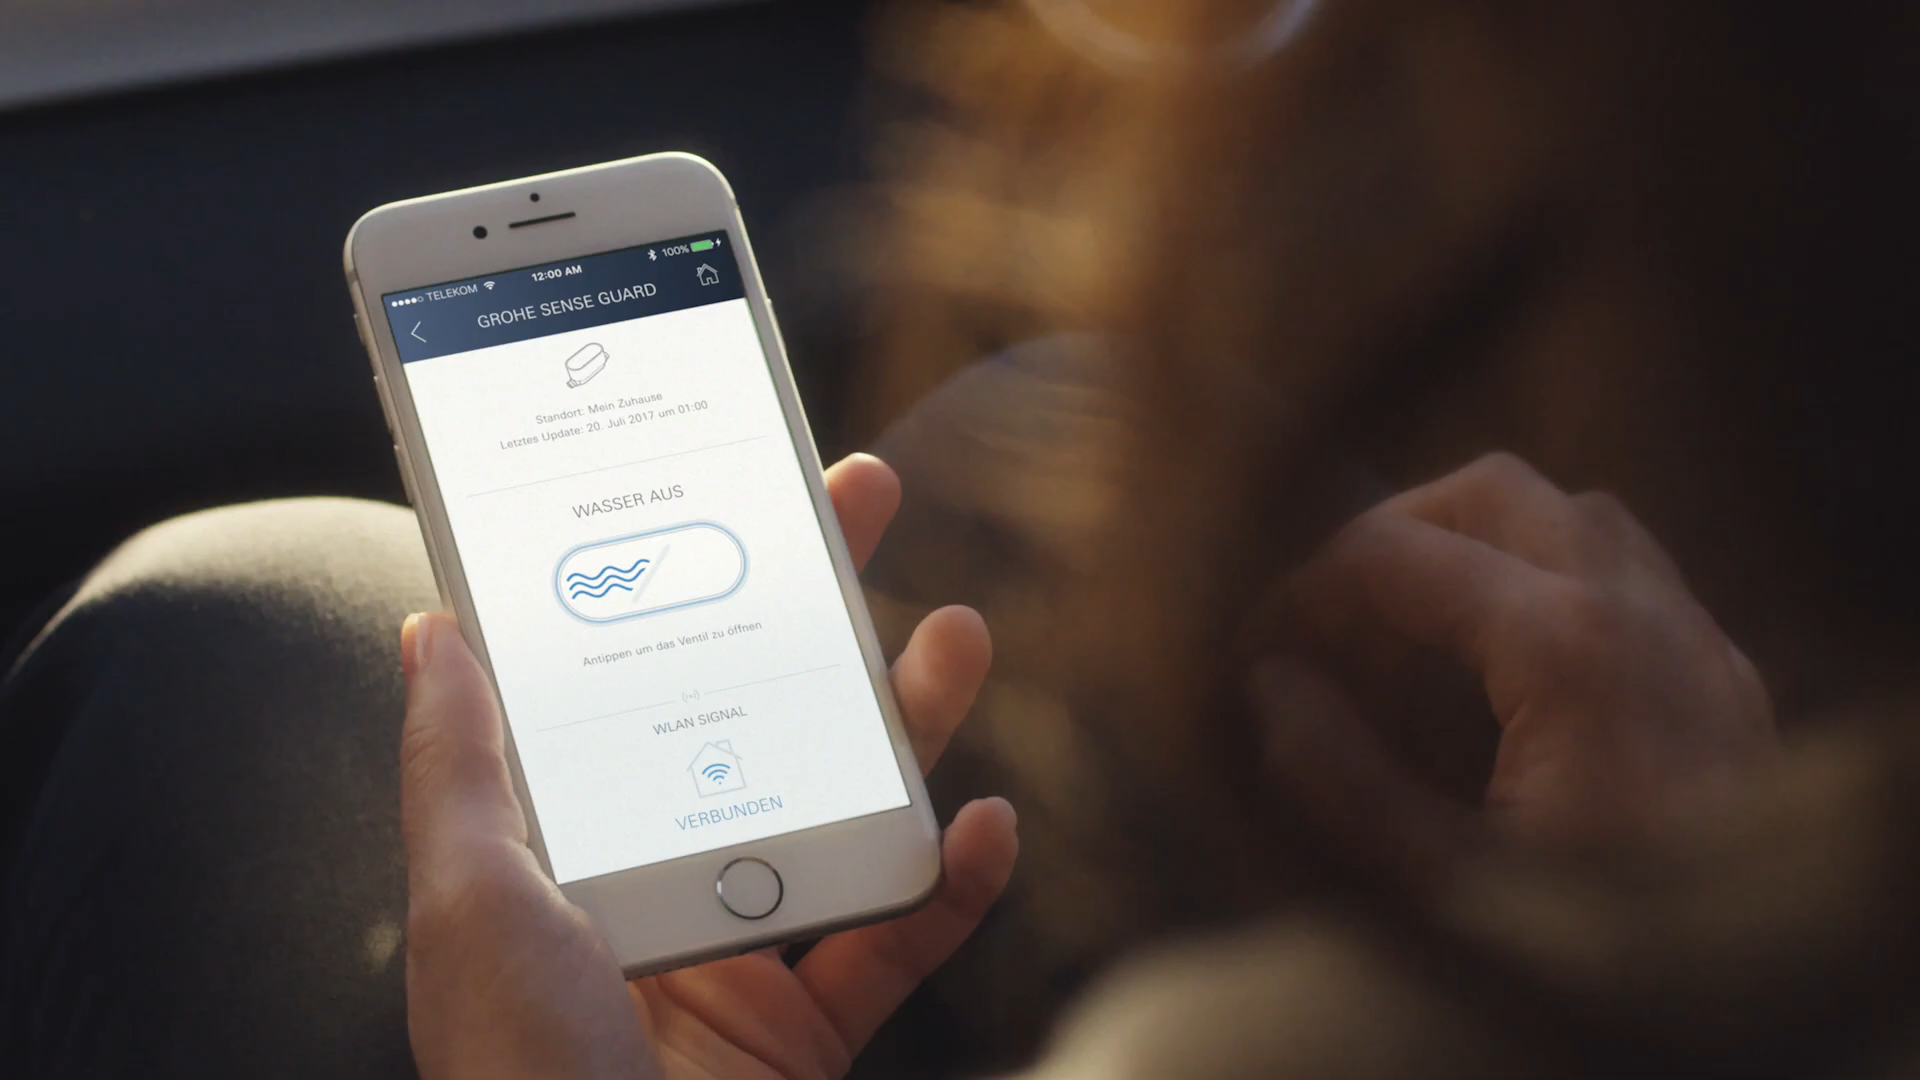 TELEKOM 12:00 AM 100%
GROHE SENSE GUARD
Standort: Mein Zuhause
Letztes Update: 20. Juli 2017 um 01:00
WASSER AUS
Antippen um das Ventil zu öffnen
WLAN SIGNAL
VERBUNDEN